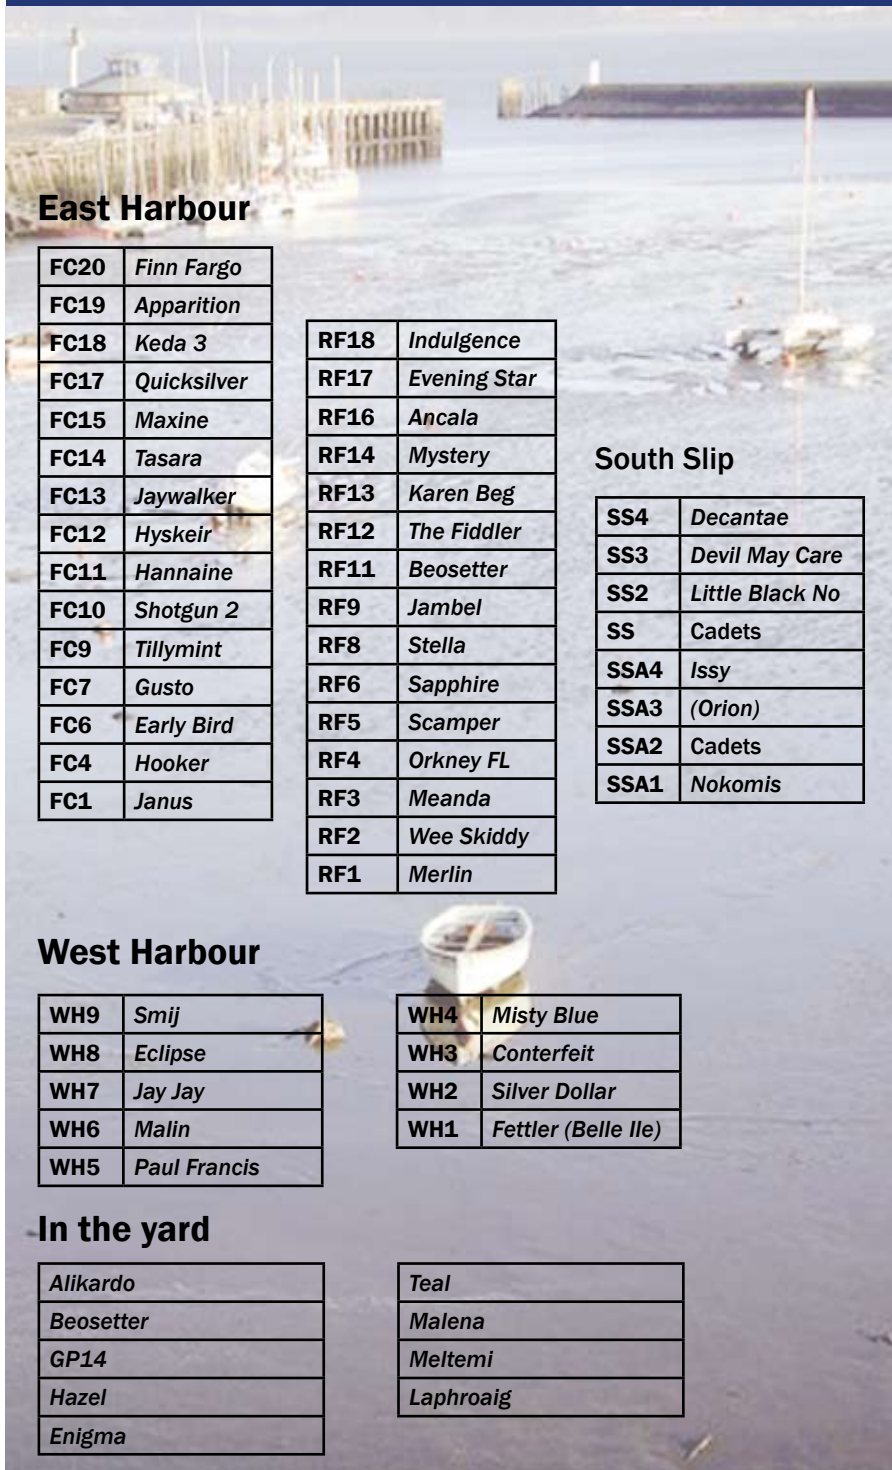 East Harbour
FC20 Finn Fargo
FC19 Apparition
FC18 Keda 3
FC17 Quicksilver
FC15 Maxine
FC14 Tasara
FC13 Jaywalker
FC12 Hyskeir
FC11 Hannaine
FC10 Shotgun 2
FC9 Tillymint
FC7 Gusto
FC6 Early Bird
FC4 Hooker
FC1 Janus
RF18 Indulgence
RF17 Evening Star
RF16 Ancala
RF14 Mystery
RF13 Karen Beg
RF12 The Fiddler
RF11 Beosetter
RF9 Jambel
RF8 Stella
RF6 Sapphire
RF5 Scamper
RF4 Orkney FL
RF3 Meanda
RF2 Wee Skiddy
RF1 Merlin
South Slip
SS4 Decantae
SS3 Devil May Care
SS2 Little Black No
SS Cadets
SSA4 Issy
SSA3 (Orion)
SSA2 Cadets
SSA1 Nokomis
West Harbour
WH9 Smij
WH8 Eclipse
WH7 Jay Jay
WH6 Malin
WH5 Paul Francis
WH4 Misty Blue
WH3 Conterfeit
WH2 Silver Dollar
WH1 Fettler (Belle Ile)
In the yard
Alikardo
Beosetter
GP14
Hazel
Enigma
Teal
Malena
Meltemi
Laphroaig